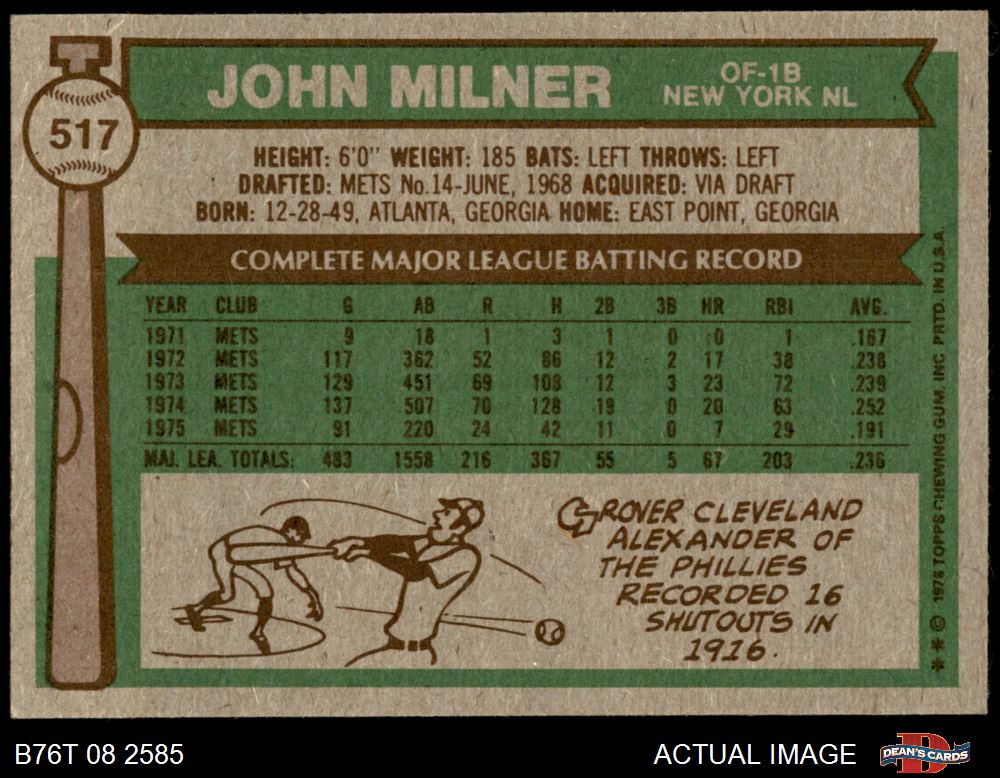 517
JOHN MILNER
OF-1B
NEW YORK NL
HEIGHT: 6'0" WEIGHT: 185 BATS: LEFT THROWS: LEFT
DRAFTED: METS No.14-JUNE, 1968 ACQUIRED: VIA DRAFT
BORN: 12-28-49, ATLANTA, GEORGIA HOME: EAST POINT, GEORGIA
COMPLETE MAJOR LEAGUE BATTING RECORD
YEAR CLUB G AB R H 2B 3B HR RBI AVG.
1971 METS 9 18 1 3 1 0 0 1 .167
1972 METS 117 362 52 86 12 2 17 38 .238
1973 METS 129 451 69 108 12 3 23 72 .239
1974 METS 137 507 70 128 19 0 20 63 .252
1975 METS 91 220 24 42 11 0 7 29 .191
MAJ. LEA. TOTALS: 483 1558 216 367 55 5 67 203 .236
GROVER CLEVELAND
ALEXANDER OF
THE PHILLIES
RECORDED 16
SHUTOUTS IN
1916.
** © 1976 TOPPS CHEWING GUM, INC. PRTD. IN U.S.A.
B76T 08 2585
ACTUAL IMAGE
DEAN'S CARDS